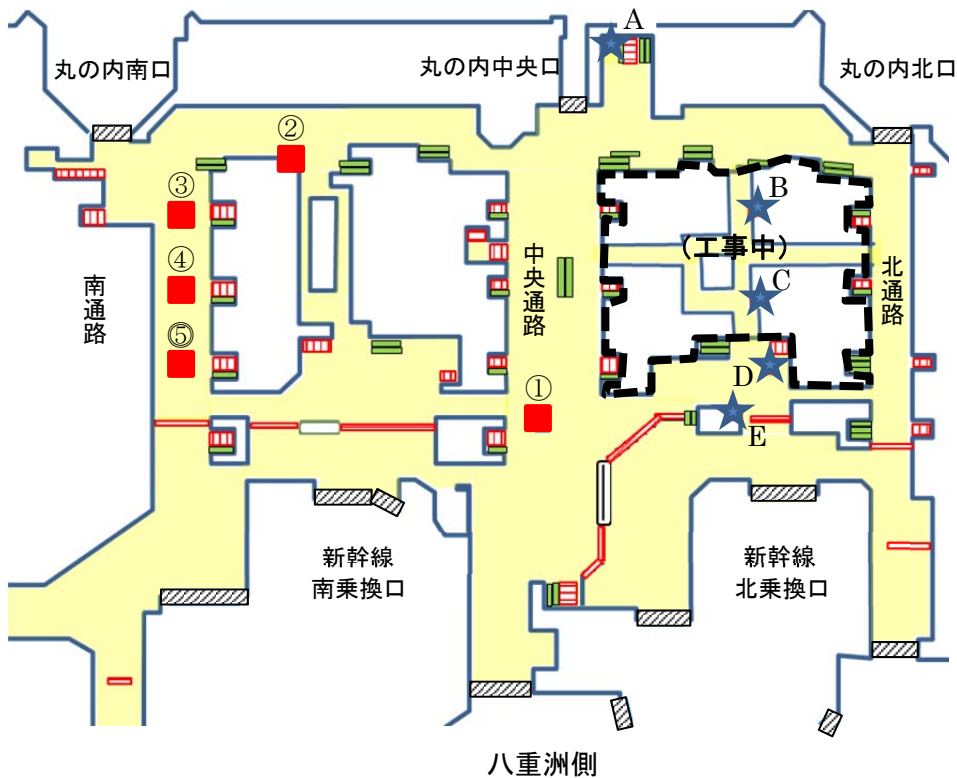 A
丸の内南口
丸の内中央口
丸の内北口
②
③
B
(工事中)
④
中央通路
C
北通路
南通路
⑤
D
①
E
新幹線
南乗換口
新幹線
北乗換口
八重洲側